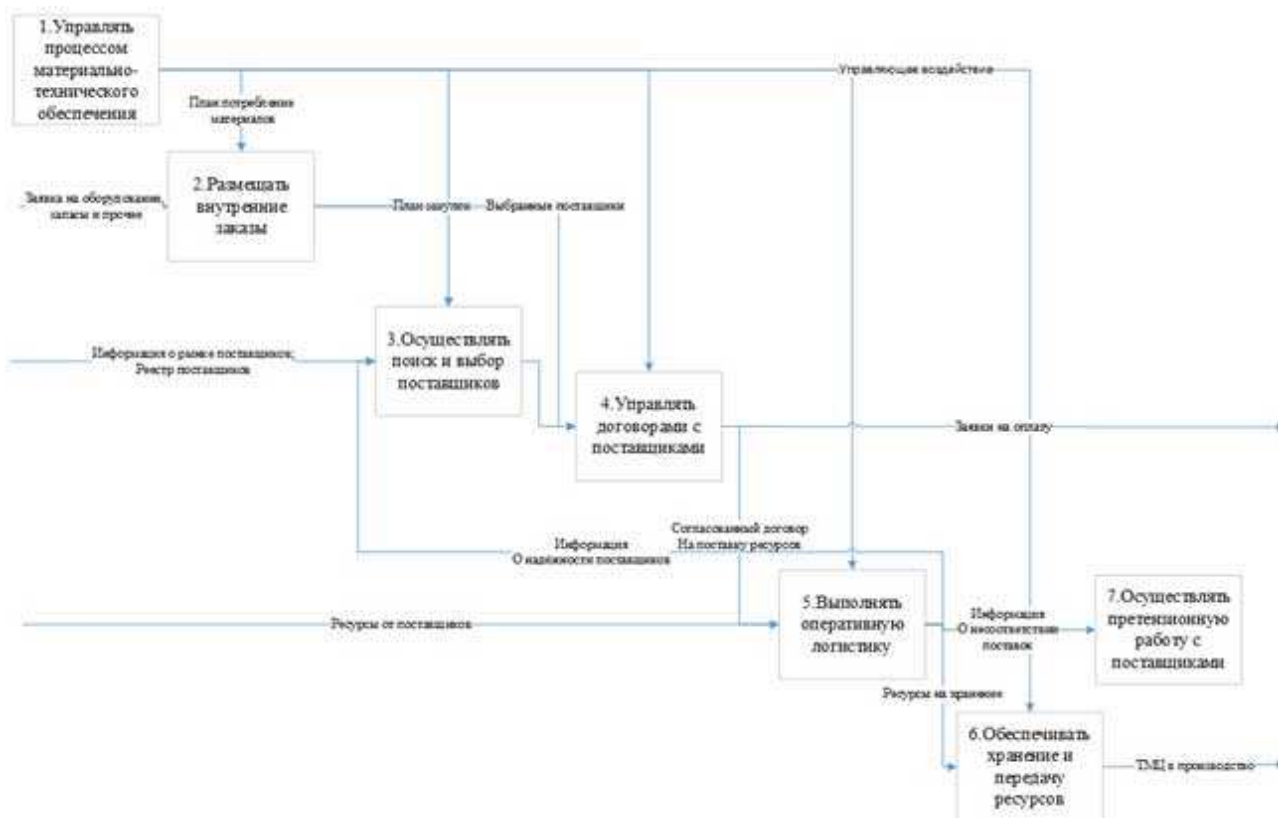 1.Управлять
процессом
материально-
технического
обеспечения
Управляющее воздействие
План потребление
материалов
2.Размещать
внутренние
заказы
Заявка на оборудование,
запасы и прочее
План закупок
Выбранные поставщики
3.Осуществлять
поиск и выбор
поставщиков
Информация о рынке поставщиков;
Реестр поставщиков
4.Управлять
договорами с
поставщиками
Заявки на оплату
Согласованный договор
На поставку ресурсов
Информация
О надёжности поставщиков
5.Выполнять
оперативную
логистику
Ресурсы от поставщиков
Информация
О несоответствии
поставок
7.Осуществлять
претензионную
работу с
поставщиками
Ресурсы на хранение
6.Обеспечивать
хранение и
передачу
ресурсов
ТМЦ в производство